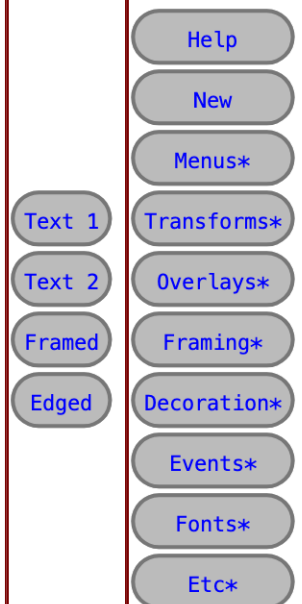 Help
New
Menus*
Text 1
Transforms*
Text 2
Overlays*
Framed
Framing*
Edged
Decoration*
Events*
Fonts*
Etc*